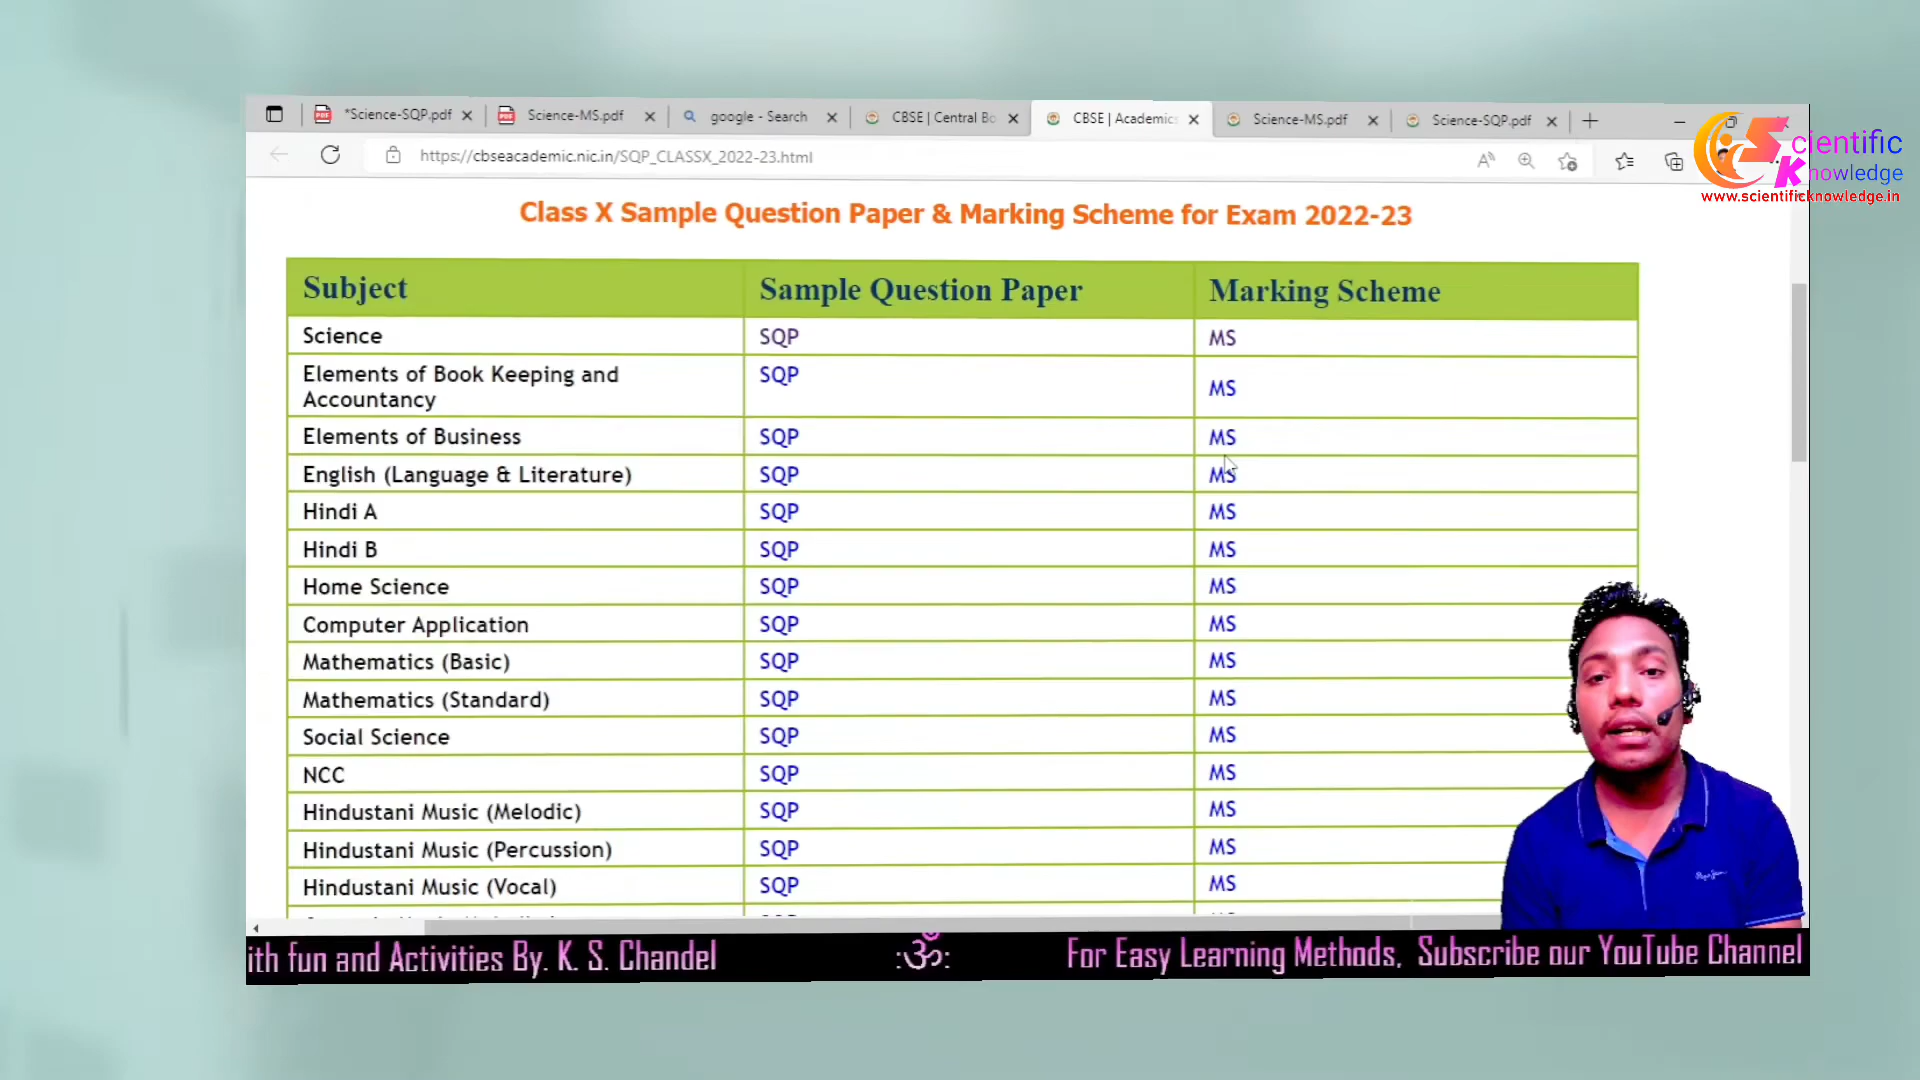 *Science-SQP.pdf
Science-MS.pdf
google - Search
CBSE | Central Bo
CBSE | Academics
Science-MS.pdf
Science-SQP.pdf
https://cbseacademic.nic.in/SQP_CLASSX_2022-23.html
Scientific
Knowledge
www.scientificknowledge.in
Class X Sample Question Paper & Marking Scheme for Exam 2022-23
Subject Sample Question Paper Marking Scheme
Science SQP MS
Elements of Book Keeping and
Accountancy SQP MS
Elements of Business SQP MS
English (Language & Literature) SQP MS
Hindi A SQP MS
Hindi B SQP MS
Home Science SQP MS
Computer Application SQP MS
Mathematics (Basic) SQP MS
Mathematics (Standard) SQP MS
Social Science SQP MS
NCC SQP MS
Hindustani Music (Melodic) SQP MS
Hindustani Music (Percussion) SQP MS
Hindustani Music (Vocal) SQP MS
ith fun and Activities By. K. S. Chandel :ॐ: For Easy Learning Methods, Subscribe our YouTube Channel